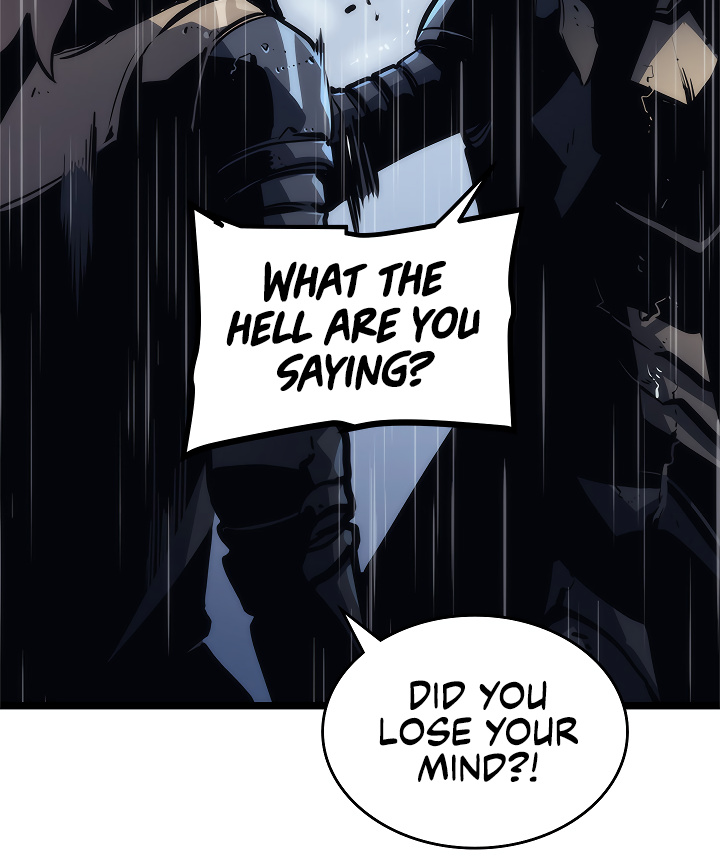 WHAT THE
HELL ARE YOU
SAYING?
DID YOU
LOSE YOUR
MIND?!